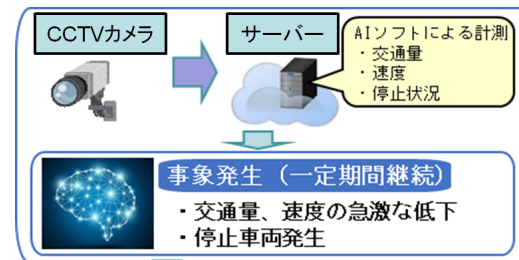 CCTVカメラ
サーバー
AIソフトによる計測
・交通量
・速度
・停止状況
事象発生（一定期間継続）
・交通量、速度の急激な低下
・停止車両発生